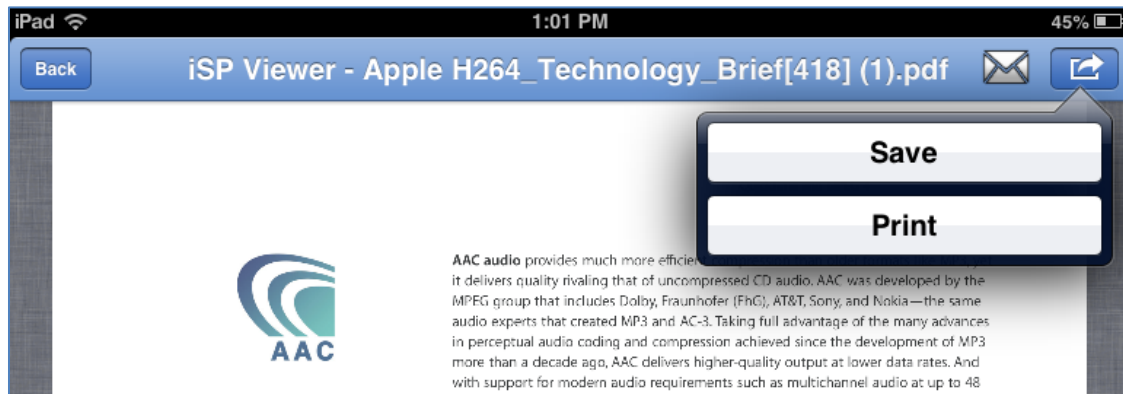 iPad 1:01 PM 45%
Back iSP Viewer - Apple H264_Technology_Brief[418] (1).pdf
Save
Print
AAC audio provides much more efficien
it delivers quality rivaling that of uncompressed CD audio. AAC was developed by the
MPEG group that includes Dolby, Fraunhofer (FhG), AT&T, Sony, and Nokia—the same
audio experts that created MP3 and AC-3. Taking full advantage of the many advances
in perceptual audio coding and compression achieved since the development of MP3
more than a decade ago, AAC delivers higher-quality output at lower data rates. And
with support for modern audio requirements such as multichannel audio at up to 48
AAC